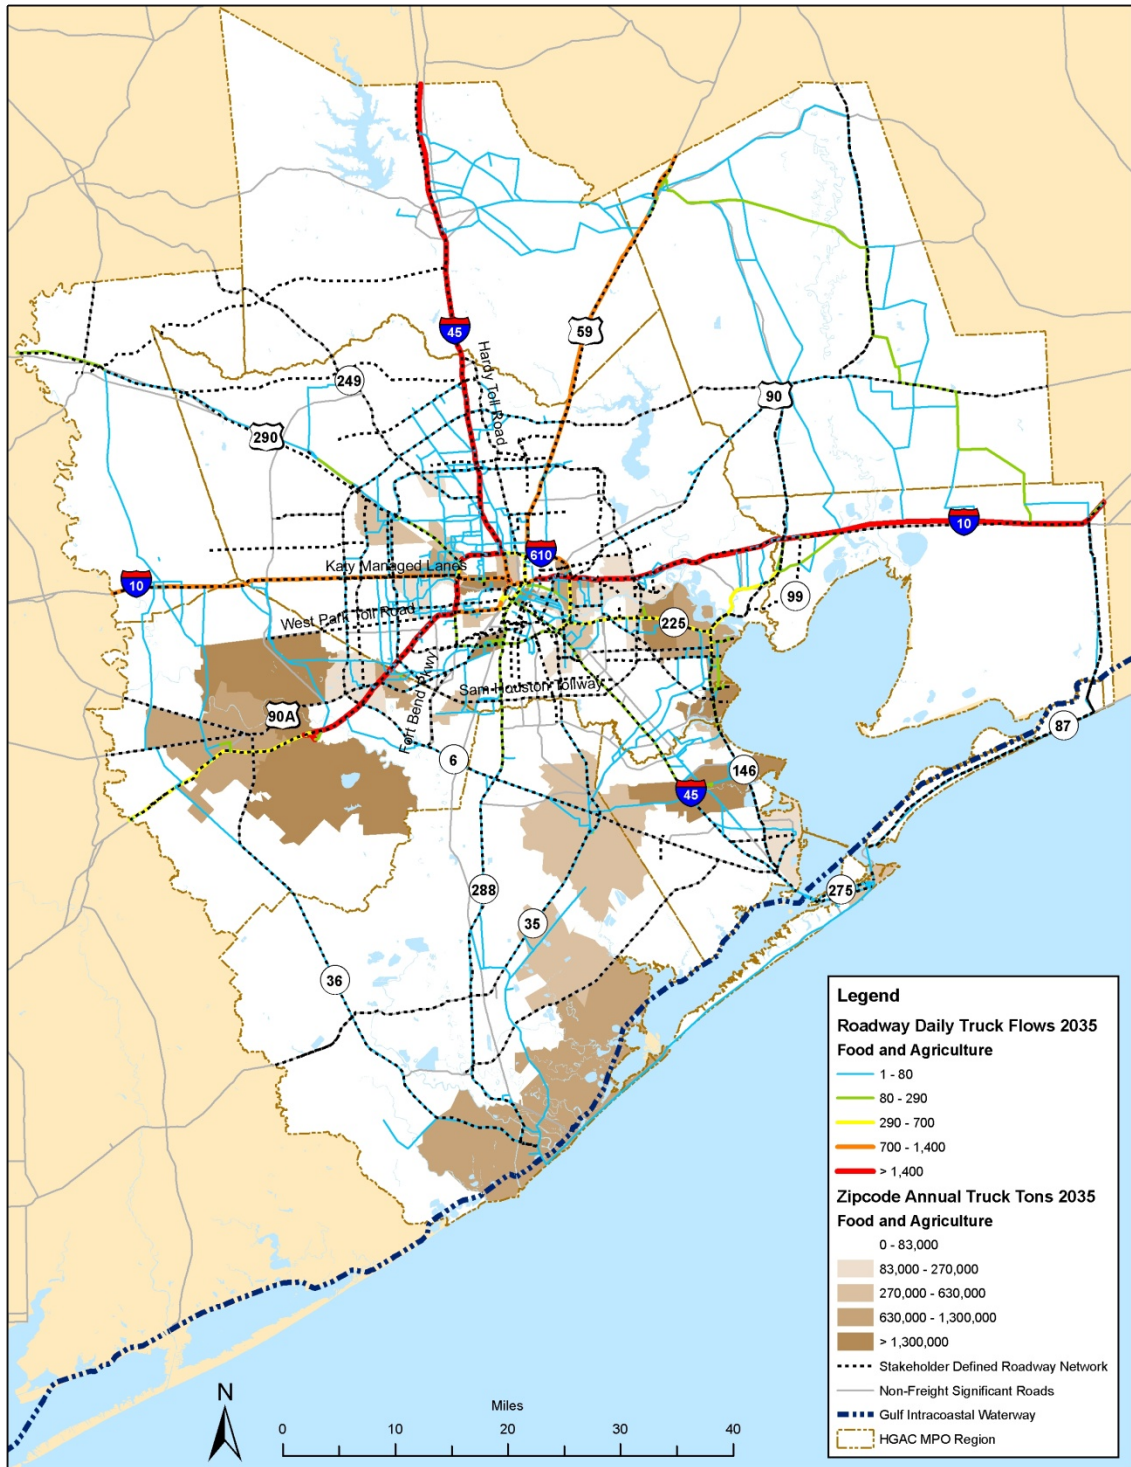 45
59
Hardy Toll Road
249
90
290
10
610
Katy Managed Lanes
10
99
West Park Toll Road
225
Fort Bend Pkwy
Sam Houston Tollway
90A
87
6
146
45
288
275
35
36
Legend
Roadway Daily Truck Flows 2035
Food and Agriculture
1 - 80
80 - 290
290 - 700
700 - 1,400
> 1,400
Zipcode Annual Truck Tons 2035
Food and Agriculture
0 - 83,000
83,000 - 270,000
270,000 - 630,000
630,000 - 1,300,000
> 1,300,000
Stakeholder Defined Roadway Network
Non-Freight Significant Roads
Gulf Intracoastal Waterway
HGAC MPO Region
N
Miles
0 10 20 30 40